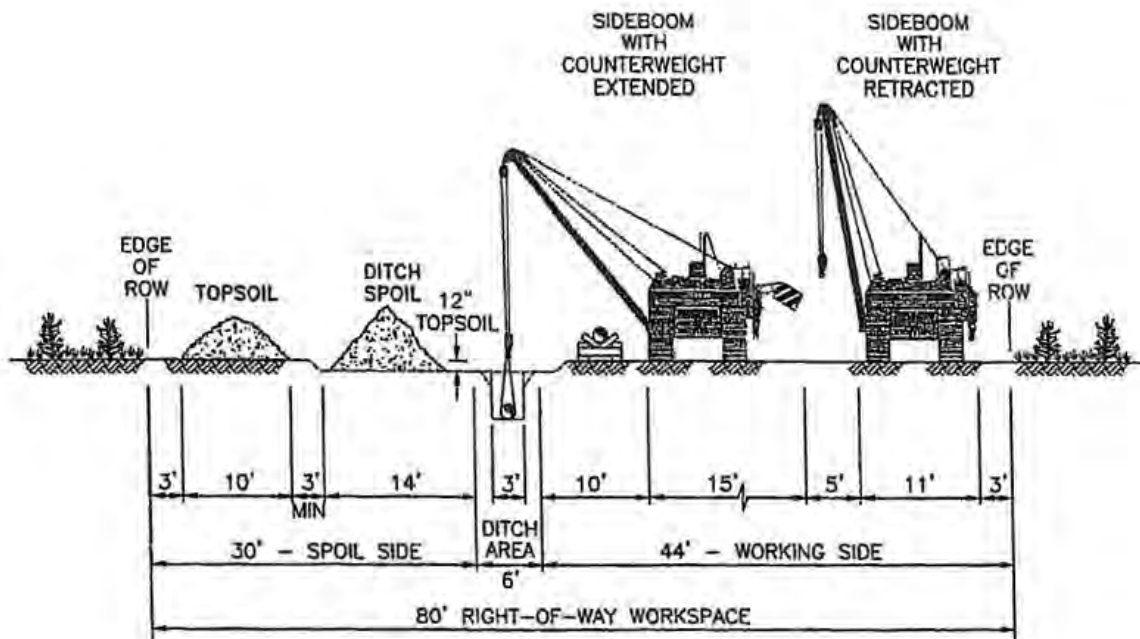 SIDEBOOM
WITH
COUNTERWEIGHT
EXTENDED
SIDEBOOM
WITH
COUNTERWEIGHT
RETRACTED
EDGE
OF
ROW
TOPSOIL
DITCH
SPOIL
12"
TOPSOIL
EDGE
OF
ROW
3'
10'
3'
MIN
14'
3'
10'
15'
5'
11'
3'
30' - SPOIL SIDE
DITCH
AREA
6'
44' - WORKING SIDE
80' RIGHT-OF-WAY WORKSPACE